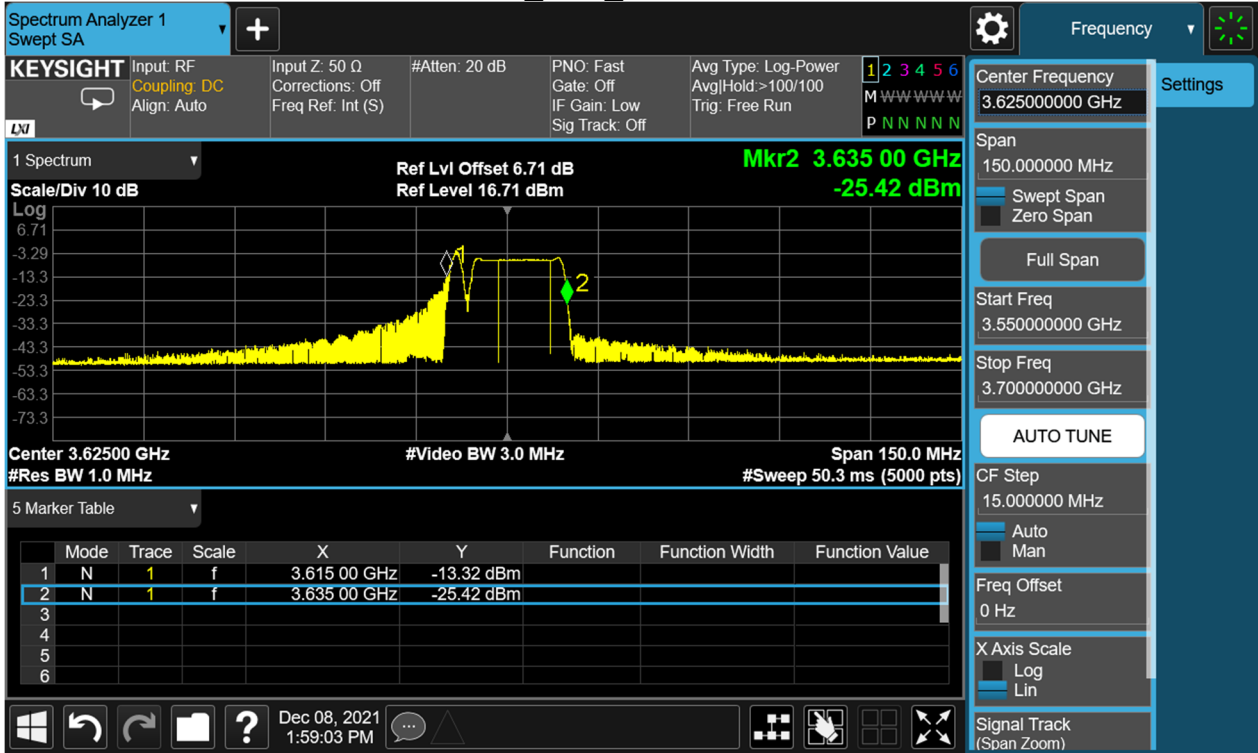 Spectrum Analyzer 1
Swept SA
+
Frequency
KEYSIGHT
LXI
Input: RF
Coupling: DC
Align: Auto
Input Z: 50 Ω
Corrections: Off
Freq Ref: Int (S)
#Atten: 20 dB
PNO: Fast
Gate: Off
IF Gain: Low
Sig Track: Off
Avg Type: Log-Power
Avg|Hold:>100/100
Trig: Free Run
1 2 3 4 5 6
M W W W W W
P N N N N N
Center Frequency
3.625000000 GHz
Settings
Span
150.000000 MHz
Swept Span
Zero Span
Full Span
Start Freq
3.550000000 GHz
Stop Freq
3.700000000 GHz
AUTO TUNE
CF Step
15.000000 MHz
Auto
Man
Freq Offset
0 Hz
X Axis Scale
Log
Lin
Signal Track
(Span Zoom)
1 Spectrum
Scale/Div 10 dB
Ref Lvl Offset 6.71 dB
Ref Level 16.71 dBm
Mkr2 3.635 00 GHz
-25.42 dBm
Log
6.71
-3.29
-13.3
-23.3
-33.3
-43.3
-53.3
-63.3
-73.3
1
2
Center 3.62500 GHz
#Res BW 1.0 MHz
#Video BW 3.0 MHz
Span 150.0 MHz
#Sweep 50.3 ms (5000 pts)
5 Marker Table
Mode Trace Scale X Y Function Function Width Function Value
1 N 1 f 3.615 00 GHz -13.32 dBm
2 N 1 f 3.635 00 GHz -25.42 dBm
3
4
5
6
?
Dec 08, 2021
1:59:03 PM